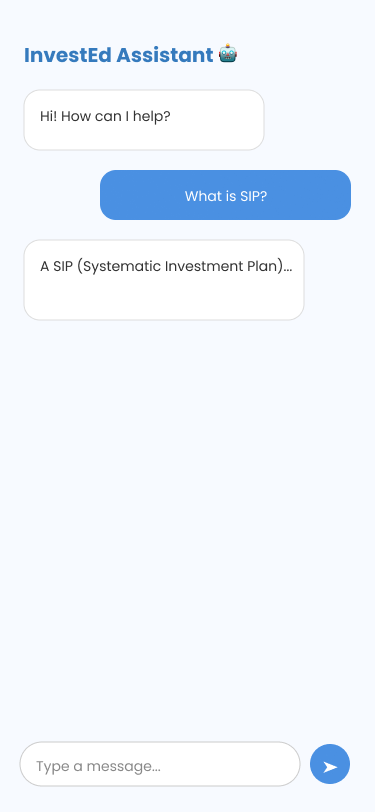 InvestEd Assistant 🤖
Hi! How can I help?
What is SIP?
A SIP (Systematic Investment Plan)...
Type a message...